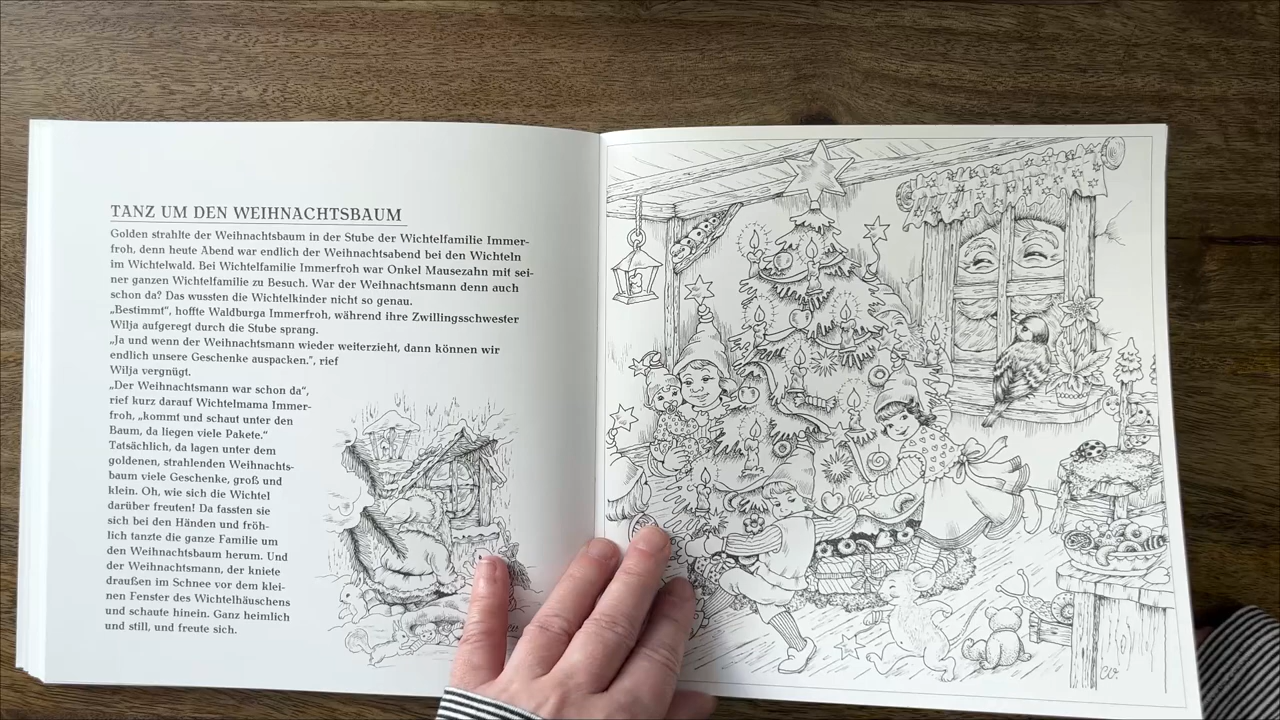 TANZ UM DEN WEIHNACHTSBAUM
Golden strahlte der Weihnachtsbaum in der Stube der Wichtelfamilie Immer-
froh, denn heute Abend war endlich der Weihnachtsabend bei den Wichteln
im Wichtelwald. Bei Wichtelfamilie Immerfroh war Onkel Mausezahn mit sei-
ner ganzen Wichtelfamilie zu Besuch. War der Weihnachtsmann denn auch
schon da? Das wussten die Wichtelkinder nicht so genau.
„Bestimmt", hoffte Waldburga Immerfroh, während ihre Zwillingsschwester
Wilja aufgeregt durch die Stube sprang.
„Ja und wenn der Weihnachtsmann wieder weiterzieht, dann können wir
endlich unsere Geschenke auspacken.", rief
Wilja vergnügt.
„Der Weihnachtsmann war schon da",
rief kurz darauf Wichtelmama Immer-
froh, „kommt und schaut unter den
Baum, da liegen viele Pakete."
Tatsächlich, da lagen unter dem
goldenen, strahlenden Weihnachts-
baum viele Geschenke, groß und
klein. Oh, wie sich die Wichtel
darüber freuten! Da fassten sie
sich bei den Händen und fröh-
lich tanzte die ganze Familie um
den Weihnachtsbaum herum. Und
der Weihnachtsmann, der kniete
draußen im Schnee vor dem klei-
nen Fenster des Wichtelhäuschens
und schaute hinein. Ganz heimlich
und still, und freute sich.